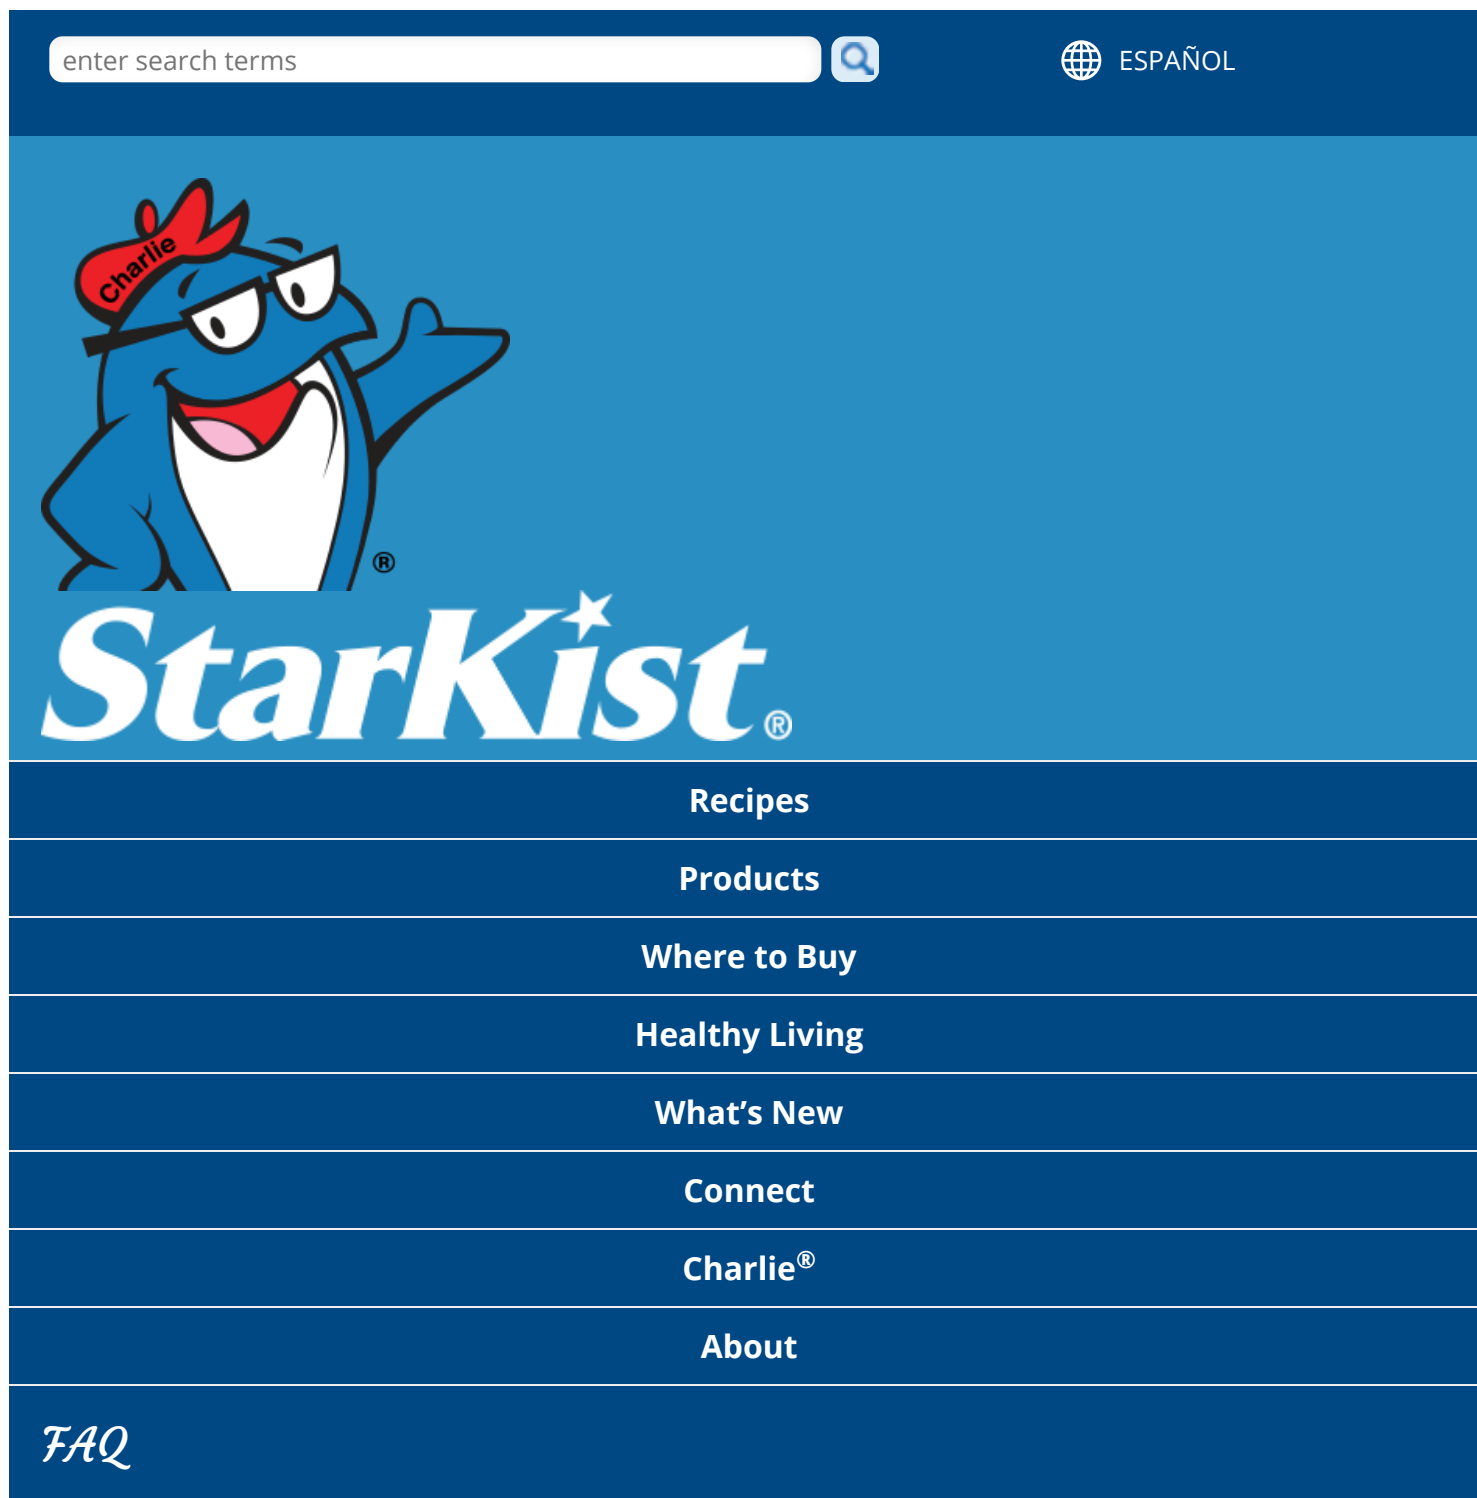 enter search terms
ESPAÑOL
Charlie
®
StarKist®
Recipes
Products
Where to Buy
Healthy Living
What’s New
Connect
Charlie®
About
FAQ